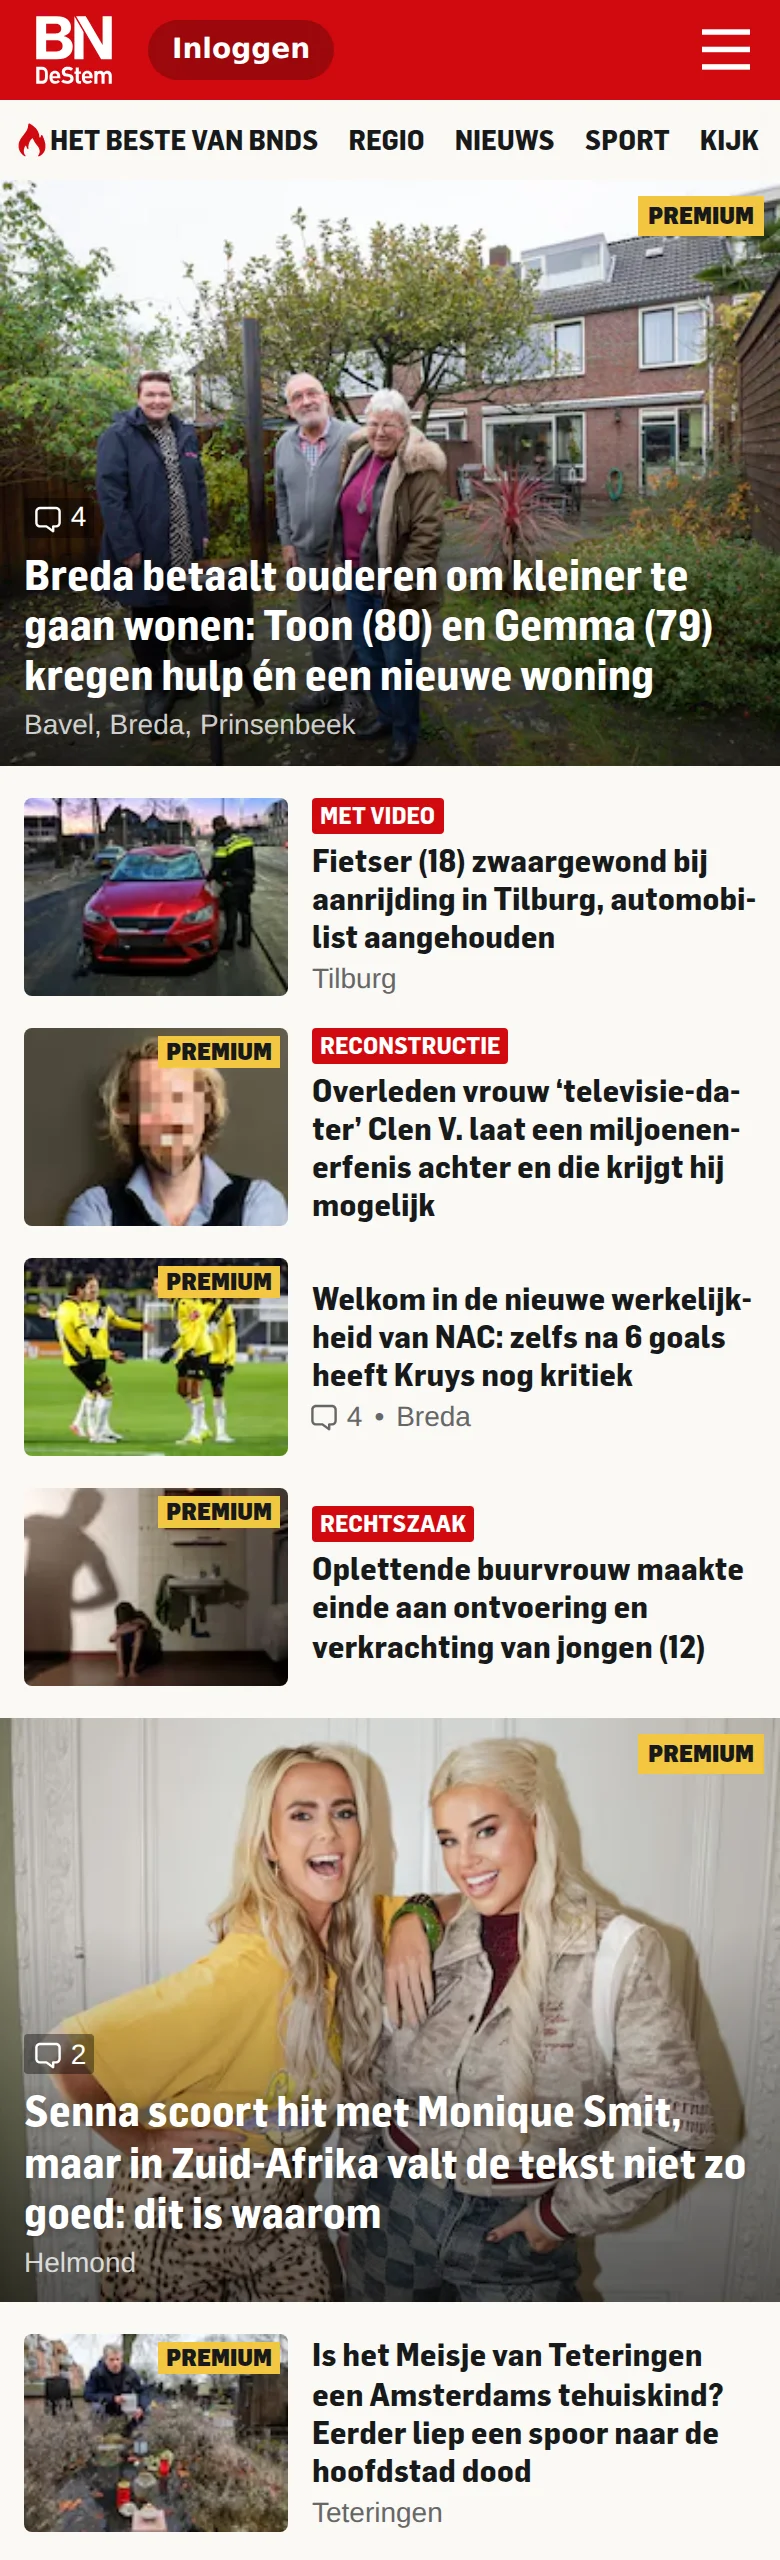 BN
DeStem
Inloggen
HET BESTE VAN BNDS REGIO NIEUWS SPORT KIJK
PREMIUM
4
Breda betaalt ouderen om kleiner te
gaan wonen: Toon (80) en Gemma (79)
kregen hulp én een nieuwe woning
Bavel, Breda, Prinsenbeek
MET VIDEO
Fietser (18) zwaargewond bij
aanrijding in Tilburg, automobi-
list aangehouden
Tilburg
PREMIUM
RECONSTRUCTIE
Overleden vrouw ‘televisie-da-
ter’ Clen V. laat een miljoenen-
erfenis achter en die krijgt hij
mogelijk
PREMIUM
Welkom in de nieuwe werkelijk-
heid van NAC: zelfs na 6 goals
heeft Kruys nog kritiek
4 • Breda
PREMIUM
RECHTSZAAK
Oplettende buurvrouw maakte
einde aan ontvoering en
verkrachting van jongen (12)
PREMIUM
2
Senna scoort hit met Monique Smit,
maar in Zuid-Afrika valt de tekst niet zo
goed: dit is waarom
Helmond
PREMIUM
Is het Meisje van Teteringen
een Amsterdams tehuiskind?
Eerder liep een spoor naar de
hoofdstad dood
Teteringen